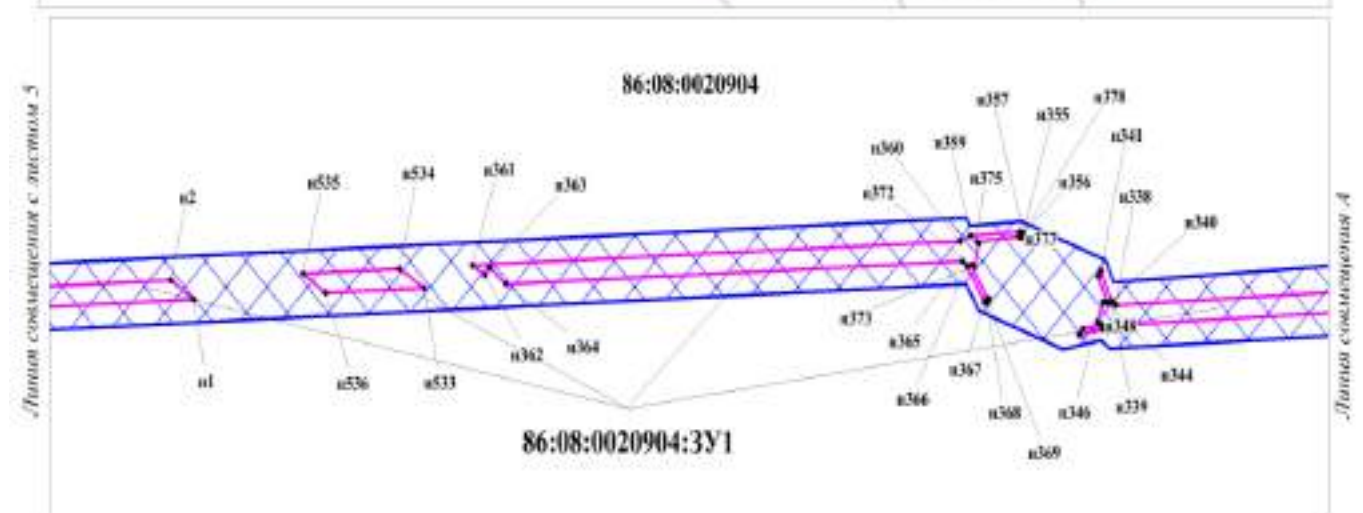 86:08:0020904
Линия совмещения с листом 5
Линия совмещения А
н357
н378
н355
н341
н360
н359
н375
н356
н372
н338
н340
н2
н535
н534
н361
н363
н377
н348
н373
н365
н366
н367
н368
н369
н346
н339
н344
н1
н536
н533
н362
н364
86:08:0020904:ЗУ1